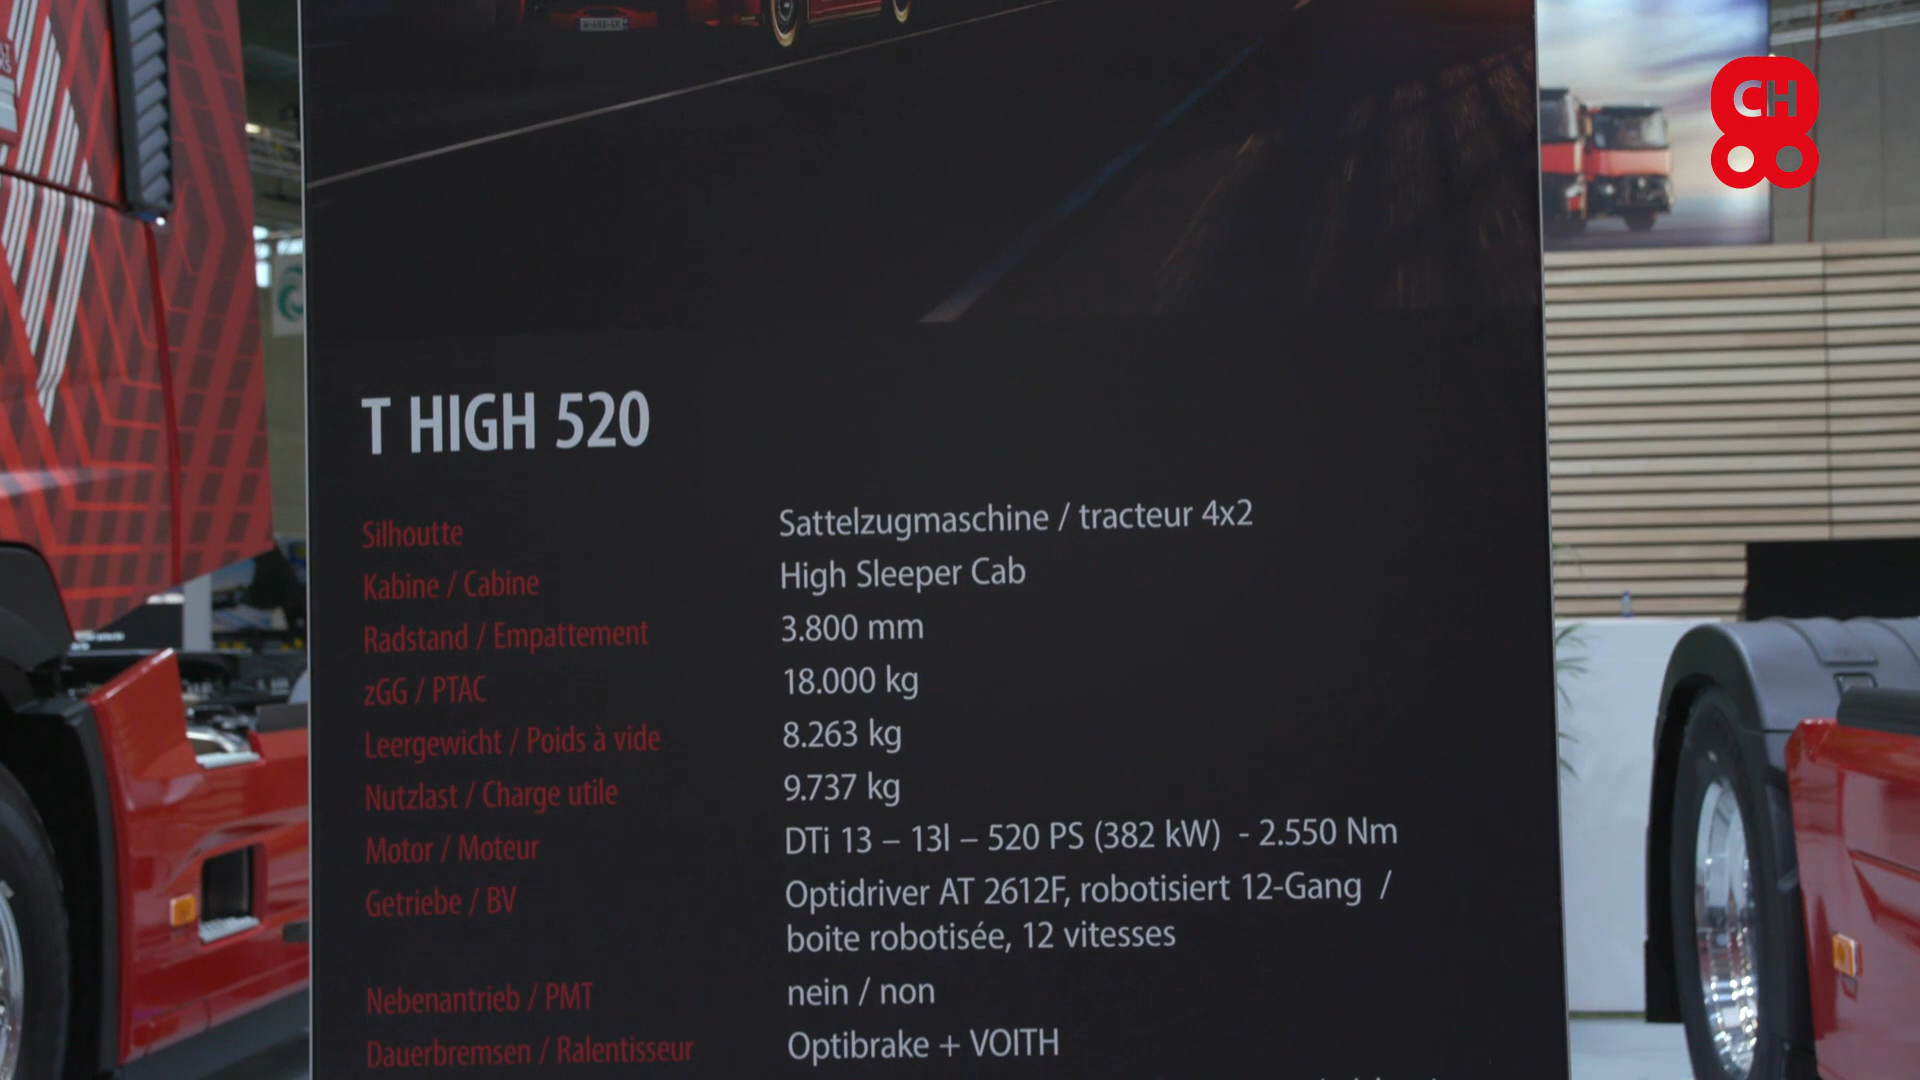 CH
T HIGH 520
Silhoutte Sattelzugmaschine / tracteur 4x2
Kabine / Cabine High Sleeper Cab
Radstand / Empattement 3.800 mm
zGG / PTAC 18.000 kg
Leergewicht / Poids à vide 8.263 kg
Nutzlast / Charge utile 9.737 kg
Motor / Moteur DTi 13 – 13l – 520 PS (382 kW) - 2.550 Nm
Getriebe / BV Optidriver AT 2612F, robotisiert 12-Gang /
boite robotisée, 12 vitesses
Nebenantrieb / PMT nein / non
Dauerbremsen / Ralentisseur Optibrake + VOITH